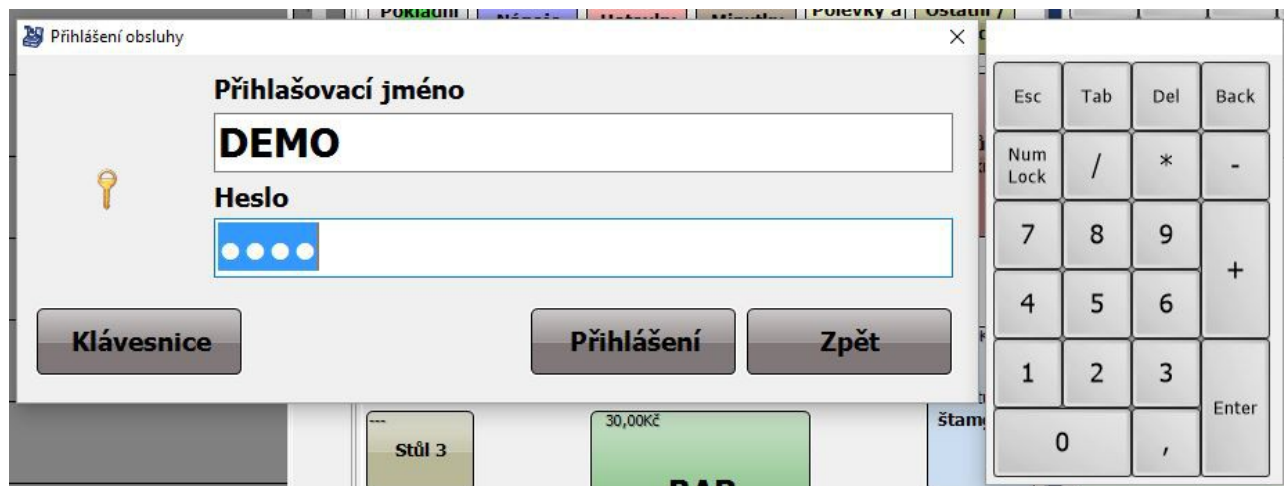 Přihlášení obsluhy
Přihlašovací jméno
DEMO
Heslo
Klávesnice
Přihlášení
Zpět
Esc Tab Del Back
Num Lock / * -
7 8 9 +
4 5 6
1 2 3 Enter
0 ,
Pokladní
Polévky a
Ostatní /
---
Stůl 3
30,00Kč
BAR